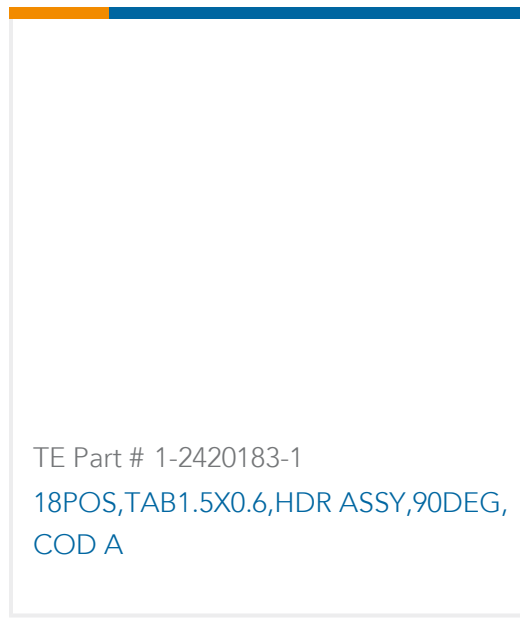 TE Part # 1-2420183-1
18POS,TAB1.5X0.6,HDR ASSY,90DEG,
COD A